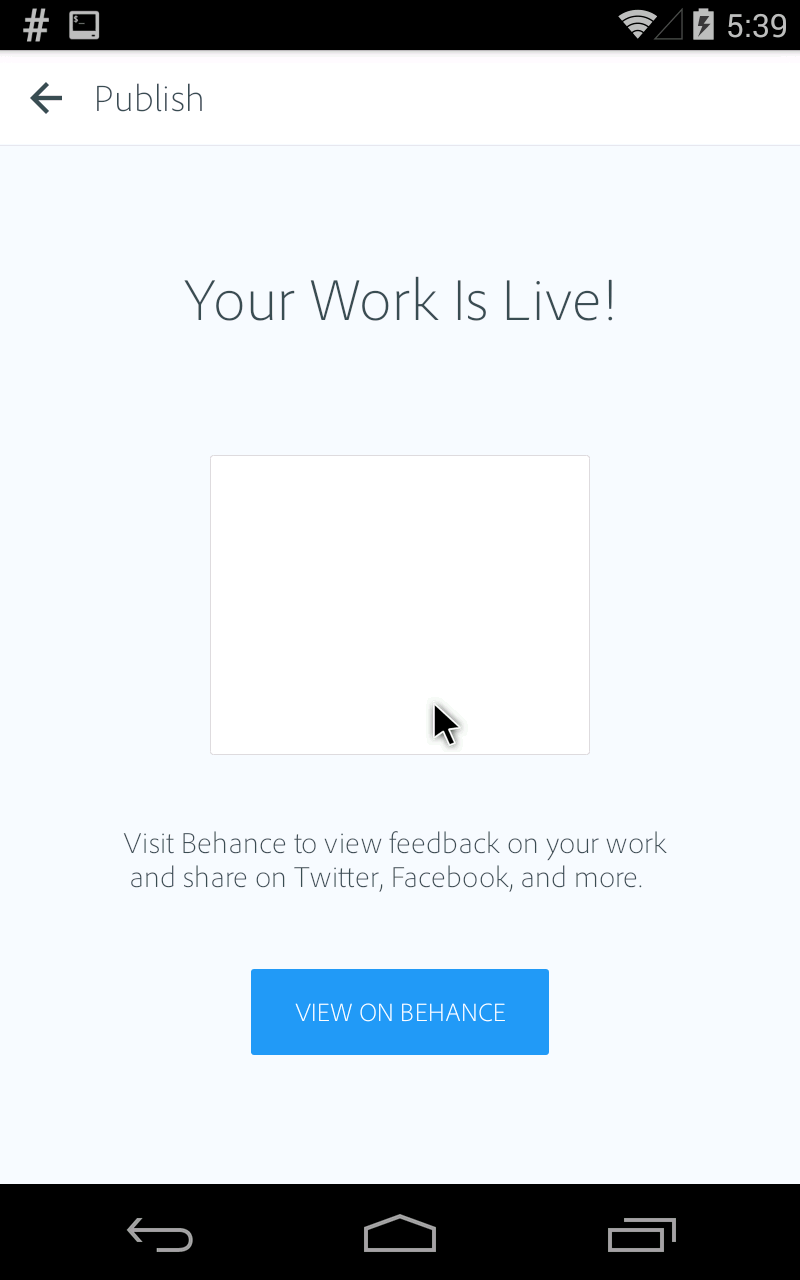 # 5:39
Publish
Your Work Is Live!
Visit Behance to view feedback on your work
and share on Twitter, Facebook, and more.
VIEW ON BEHANCE